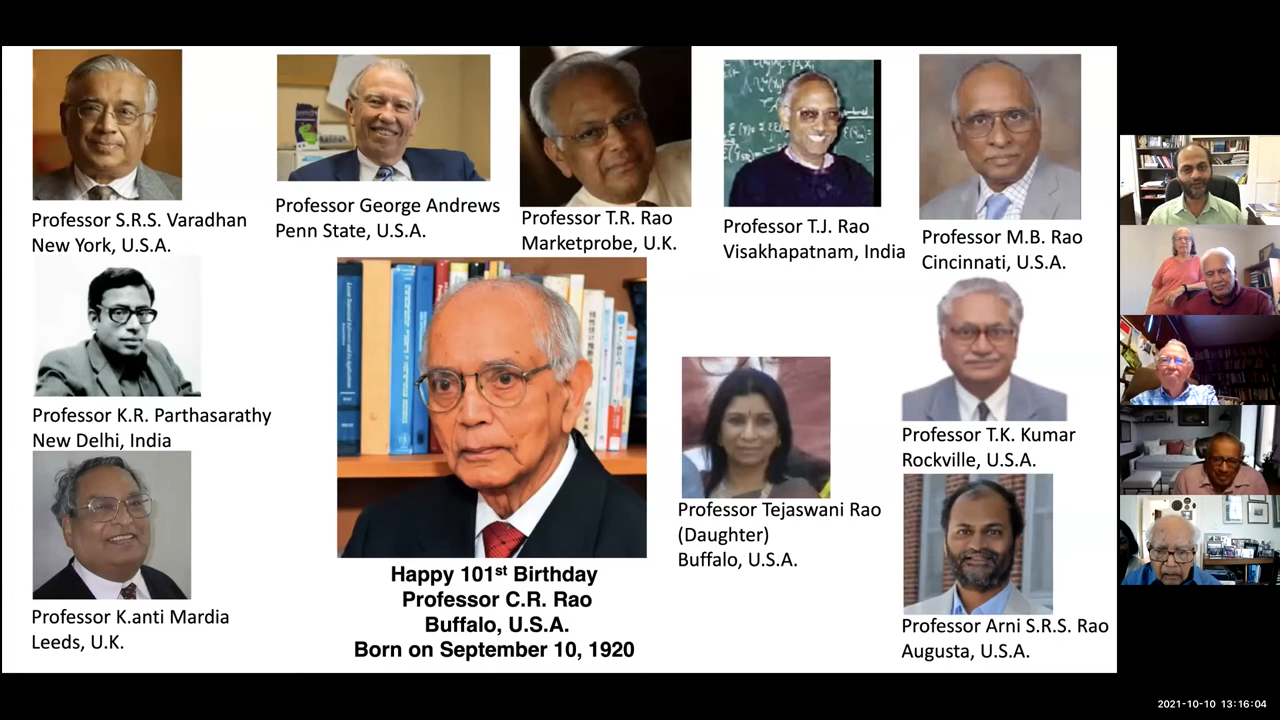 Professor S.R.S. Varadhan
New York, U.S.A.
Professor George Andrews
Penn State, U.S.A.
Professor T.R. Rao
Marketprobe, U.K.
Professor T.J. Rao
Visakhapatnam, India
Professor M.B. Rao
Cincinnati, U.S.A.
Professor K.R. Parthasarathy
New Delhi, India
Professor T.K. Kumar
Rockville, U.S.A.
Professor Tejaswani Rao
(Daughter)
Buffalo, U.S.A.
Professor K.anti Mardia
Leeds, U.K.
Happy 101st Birthday
Professor C.R. Rao
Buffalo, U.S.A.
Born on September 10, 1920
Professor Arni S.R.S. Rao
Augusta, U.S.A.
2021-10-10 13:16:04